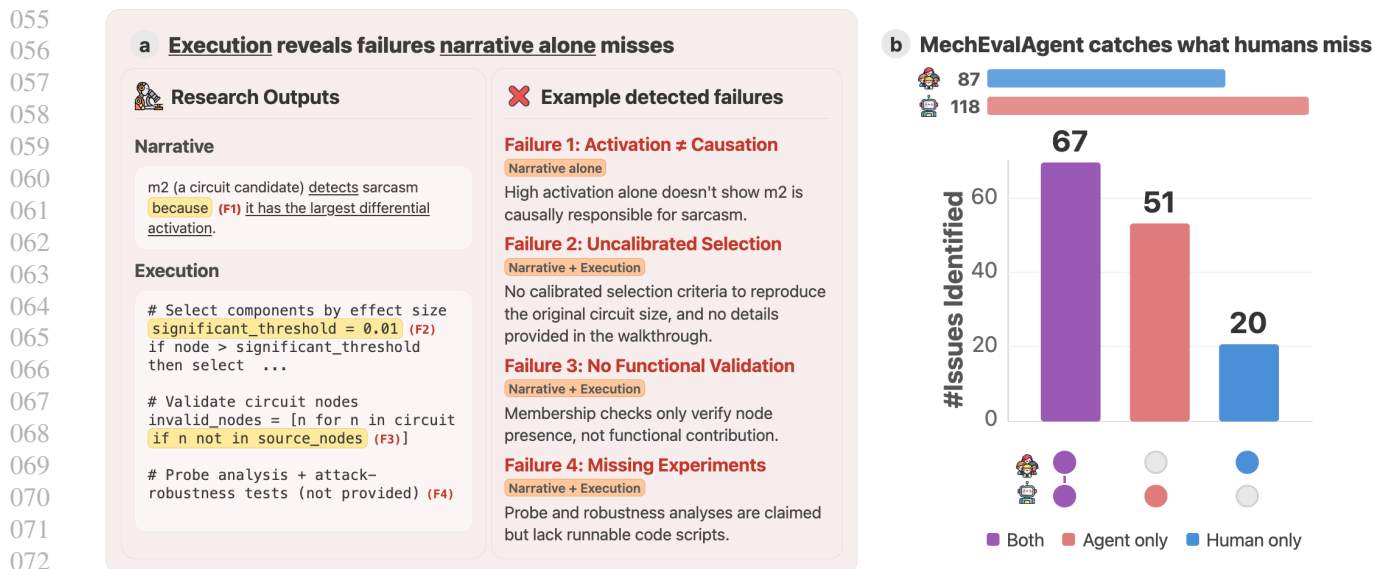 055
056
057
058
059
060
061
062
063
064
065
066
067
068
069
070
071
072
a Execution reveals failures narrative alone misses
Research Outputs
Narrative
m2 (a circuit candidate) detects sarcasm
because (F1) it has the largest differential
activation.
Execution
# Select components by effect size
significant_threshold = 0.01 (F2)
if node > significant_threshold
then select ...
# Validate circuit nodes
invalid_nodes = [n for n in circuit
if n not in source_nodes (F3)]
# Probe analysis + attack-
robustness tests (not provided) (F4)
Example detected failures
Failure 1: Activation ≠ Causation
Narrative alone
High activation alone doesn't show m2 is
causally responsible for sarcasm.
Failure 2: Uncalibrated Selection
Narrative + Execution
No calibrated selection criteria to reproduce
the original circuit size, and no details
provided in the walkthrough.
Failure 3: No Functional Validation
Narrative + Execution
Membership checks only verify node
presence, not functional contribution.
Failure 4: Missing Experiments
Narrative + Execution
Probe and robustness analyses are claimed
but lack runnable code scripts.
b MechEvalAgent catches what humans miss
87
118
#Issues Identified
60
40
20
0
67
51
20
Both Agent only Human only